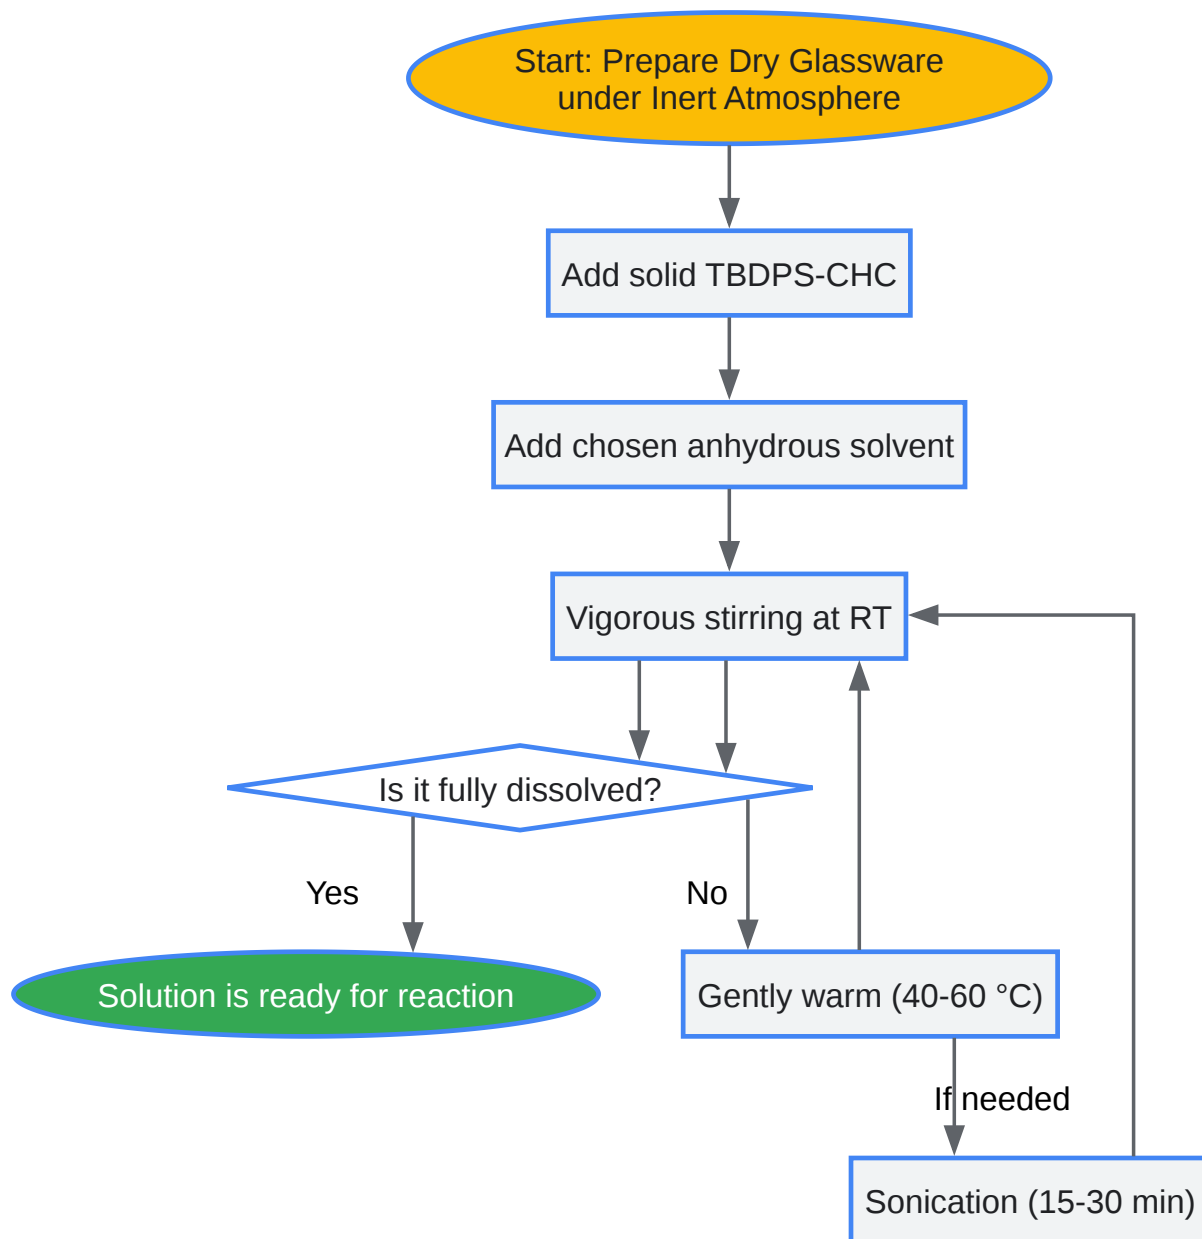 Start: Prepare Dry Glassware
under Inert Atmosphere
Add solid TBDPS-CHC
Add chosen anhydrous solvent
Vigorous stirring at RT
Is it fully dissolved?
Yes
No
Solution is ready for reaction
Gently warm (40-60 °C)
If needed
Sonication (15-30 min)